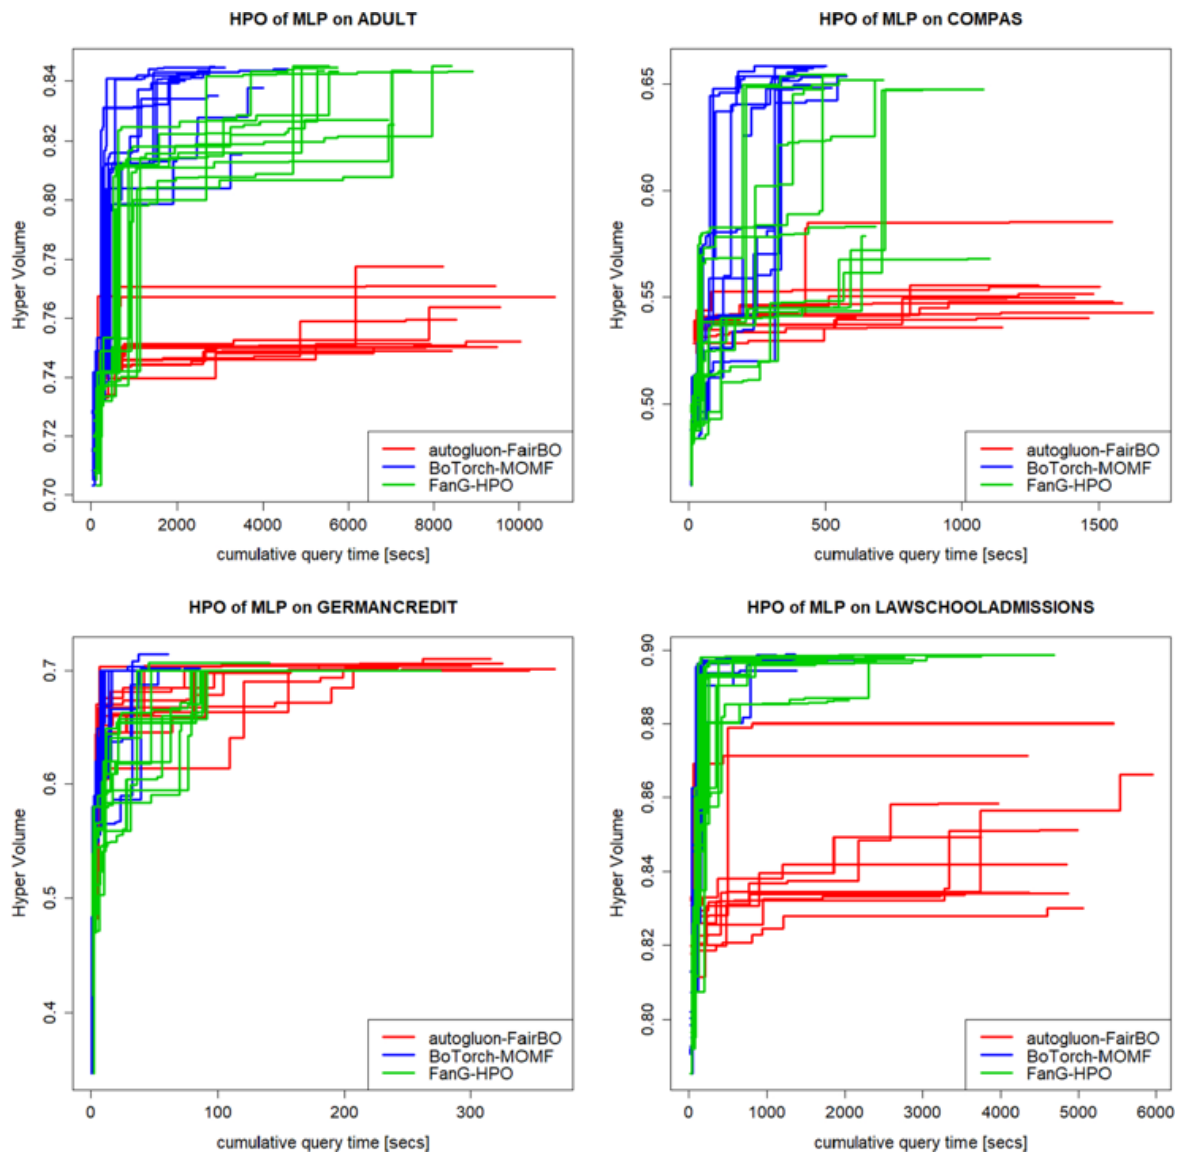 HPO of MLP on ADULT
Hyper Volume
0.70 0.72 0.74 0.76 0.78 0.80 0.82 0.84
0 2000 4000 6000 8000 10000
cumulative query time [secs]
autogluon-FairBO
BoTorch-MOMF
FanG-HPO
HPO of MLP on COMPAS
Hyper Volume
0.50 0.55 0.60 0.65
0 500 1000 1500
cumulative query time [secs]
autogluon-FairBO
BoTorch-MOMF
FanG-HPO
HPO of MLP on GERMANCREDIT
Hyper Volume
0.4 0.5 0.6 0.7
0 100 200 300
cumulative query time [secs]
autogluon-FairBO
BoTorch-MOMF
FanG-HPO
HPO of MLP on LAWSCHOOLADMISSIONS
Hyper Volume
0.80 0.82 0.84 0.86 0.88 0.90
0 1000 2000 3000 4000 5000 6000
cumulative query time [secs]
autogluon-FairBO
BoTorch-MOMF
FanG-HPO